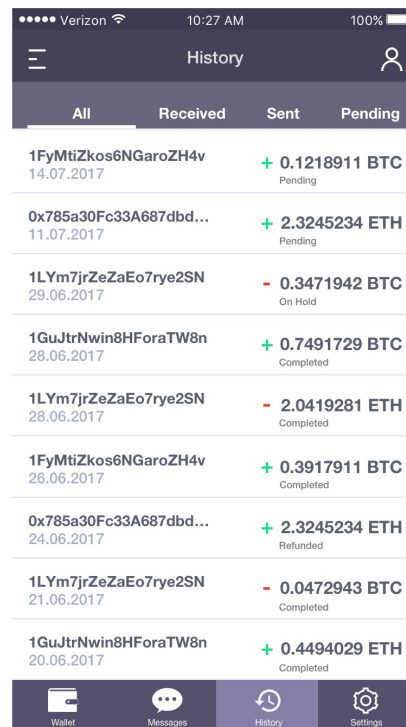 Verizon 10:27 AM 100%
History
All Received Sent Pending
1FyMtiZkos6NGaroZH4v + 0.1218911 BTC
14.07.2017 Pending
0x785a30Fc33A687dbd... + 2.3245234 ETH
11.07.2017 Pending
1LYm7jrZeZaEo7rye2SN - 0.3471942 BTC
29.06.2017 On Hold
1GuJtrNwin8HForaTW8n + 0.7491729 BTC
28.06.2017 Completed
1LYm7jrZeZaEo7rye2SN - 2.0419281 ETH
28.06.2017 Completed
1FyMtiZkos6NGaroZH4v + 0.3917911 BTC
26.06.2017 Completed
0x785a30Fc33A687dbd... + 2.3245234 ETH
24.06.2017 Refunded
1LYm7jrZeZaEo7rye2SN - 0.0472943 BTC
21.06.2017 Completed
1GuJtrNwin8HForaTW8n + 0.4494029 ETH
20.06.2017 Completed
Wallet Messages History Settings